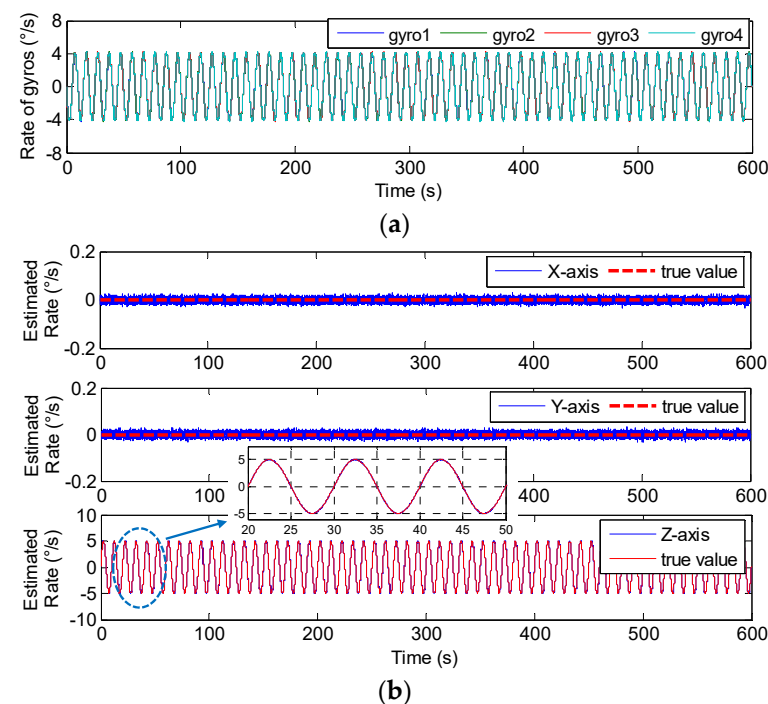 8
4
0
-4
-8
Rate of gyros (°/s)
gyro1 gyro2 gyro3 gyro4
0 100 200 300 400 500 600
Time (s)
(a)
0.2
0
-0.2
Estimated
Rate (°/s)
X-axis true value
0 100 200 300 400 500 600
0.2
0
-0.2
Estimated
Rate (°/s)
Y-axis true value
0 100 400 500 600
5
0
-5
20 25 30 35 40 45 50
10
5
0
-5
-10
Estimated
Rate (°/s)
Z-axis
true value
0 100 200 300 400 500 600
Time (s)
(b)